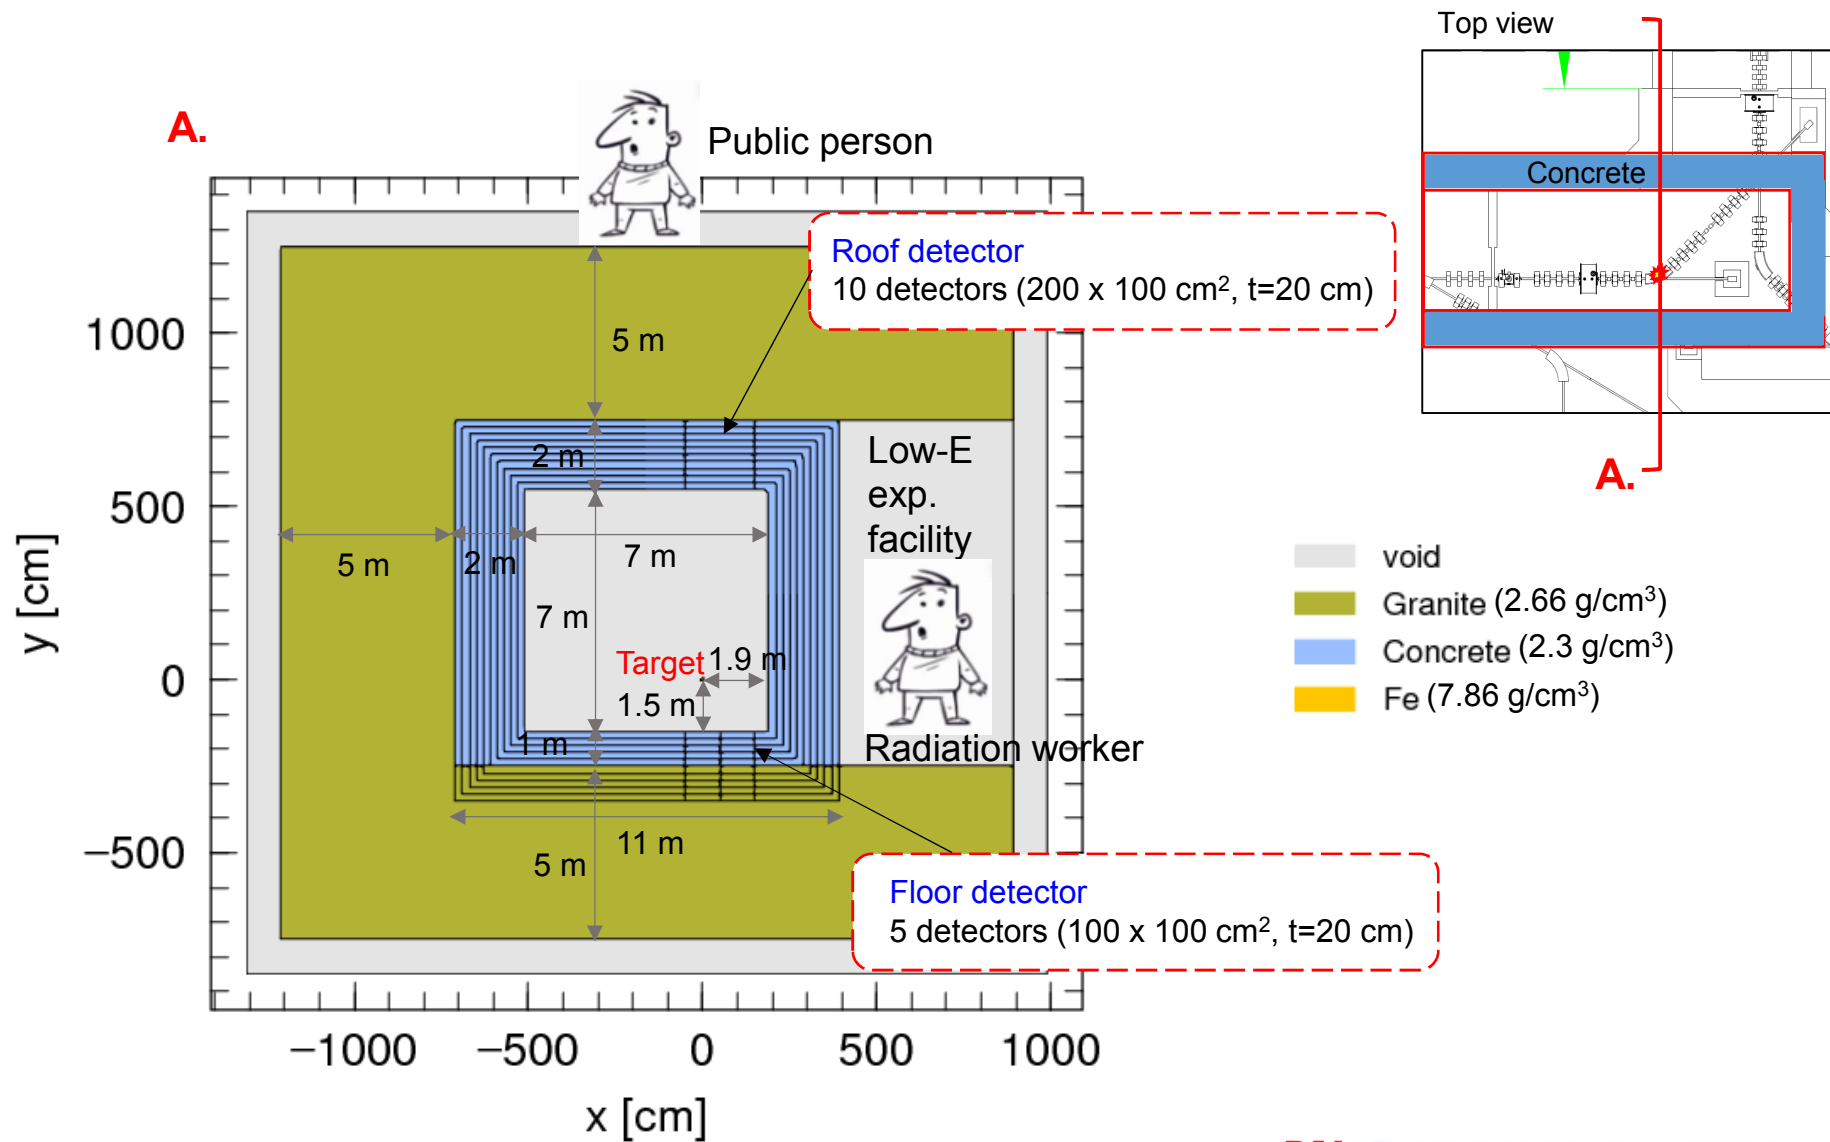 Top view
A.
Public person
Concrete
Roof detector
10 detectors (200 x 100 cm², t=20 cm)
1000
5 m
Low-E
exp.
facility
2 m
A.
500
5 m
2 m
7 m
void
Granite (2.66 g/cm³)
7 m
Concrete (2.3 g/cm³)
Target
1.9 m
0
1.5 m
Fe (7.86 g/cm³)
1 m
Radiation worker
y [cm]
11 m
−500
5 m
Floor detector
5 detectors (100 x 100 cm², t=20 cm)
−1000
−500
0
500
1000
x [cm]